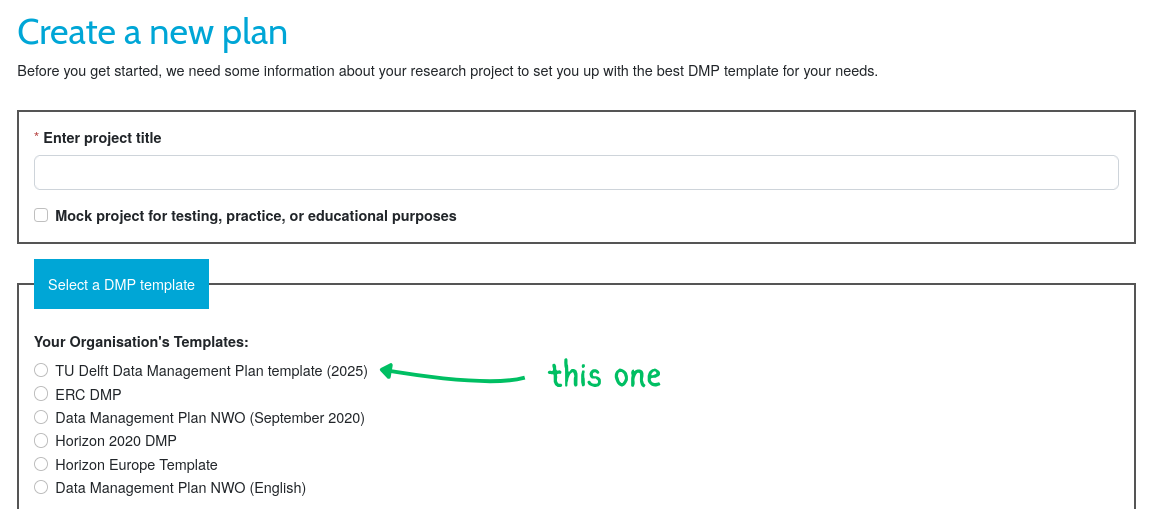 Create a new plan
Before you get started, we need some information about your research project to set you up with the best DMP template for your needs.
* Enter project title
Mock project for testing, practice, or educational purposes
Select a DMP template
Your Organisation's Templates:
TU Delft Data Management Plan template (2025) this one
ERC DMP
Data Management Plan NWO (September 2020)
Horizon 2020 DMP
Horizon Europe Template
Data Management Plan NWO (English)